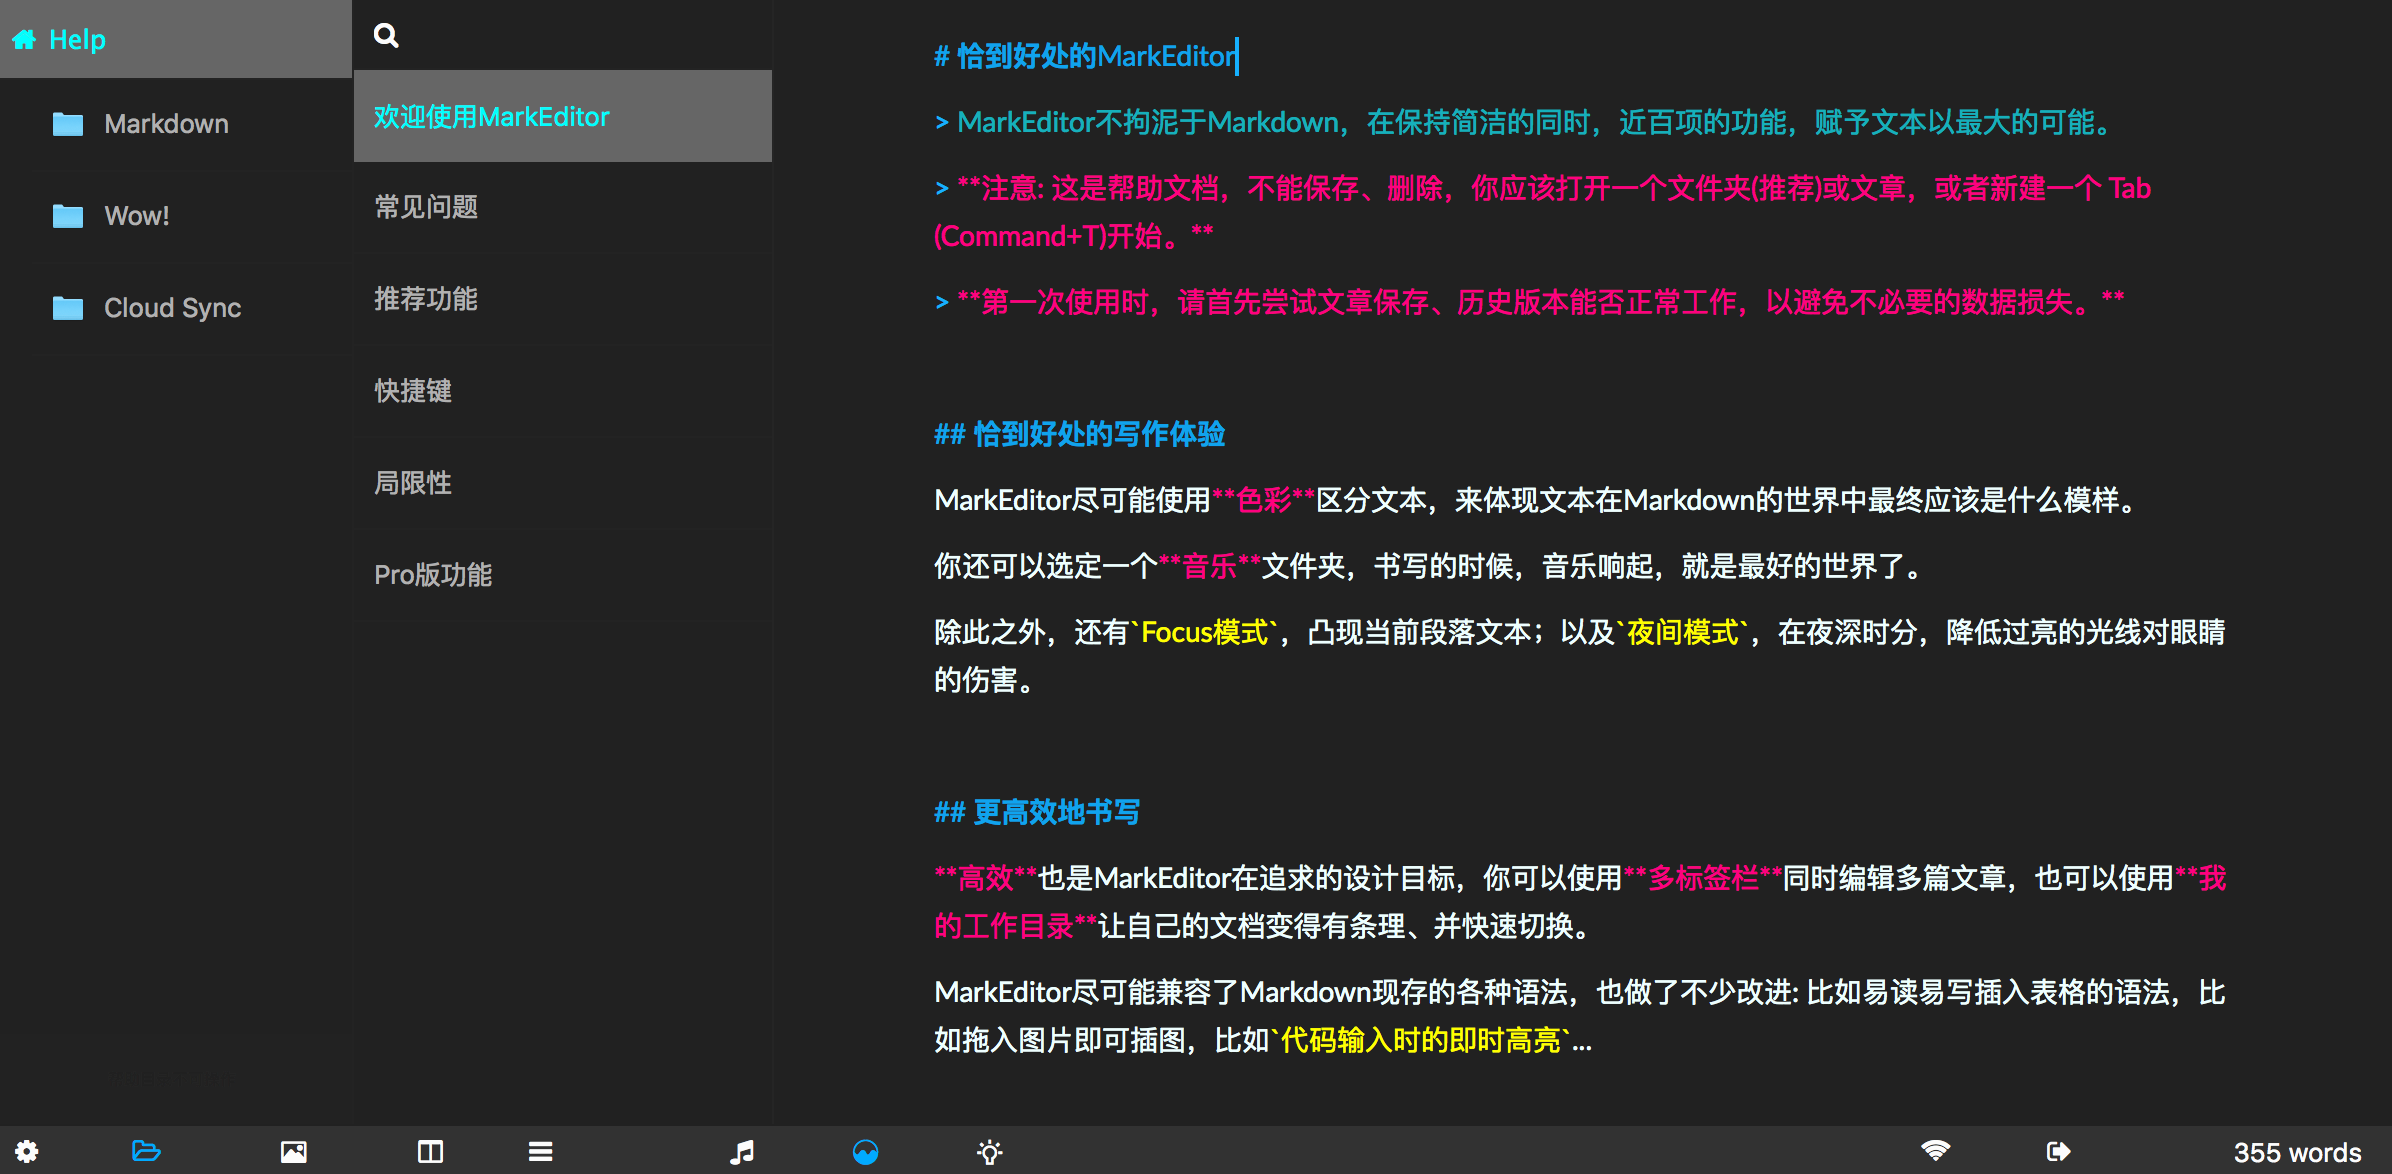 Help
Markdown
Wow!
Cloud Sync
欢迎使用MarkEditor
常见问题
推荐功能
快捷键
局限性
Pro版功能
# 恰到好处的MarkEditor
> MarkEditor不拘泥于Markdown，在保持简洁的同时，近百项的功能，赋予文本以最大的可能。
> **注意: 这是帮助文档，不能保存、删除，你应该打开一个文件夹(推荐)或文章，或者新建一个 Tab
(Command+T)开始。**
> **第一次使用时，请首先尝试文章保存、历史版本能否正常工作，以避免不必要的数据损失。**
## 恰到好处的写作体验
MarkEditor尽可能使用**色彩**区分文本，来体现文本在Markdown的世界中最终应该是什么模样。
你还可以选定一个**音乐**文件夹，书写的时候，音乐响起，就是最好的世界了。
除此之外，还有`Focus模式`，凸现当前段落文本；以及`夜间模式`，在夜深时分，降低过亮的光线对眼睛
的伤害。
## 更高效地书写
**高效**也是MarkEditor在追求的设计目标，你可以使用**多标签栏**同时编辑多篇文章，也可以使用**我
的工作目录**让自己的文档变得有条理、并快速切换。
MarkEditor尽可能兼容了Markdown现存的各种语法，也做了不少改进: 比如易读易写插入表格的语法，比
如拖入图片即可插图，比如`代码输入时的即时高亮`...
355 words